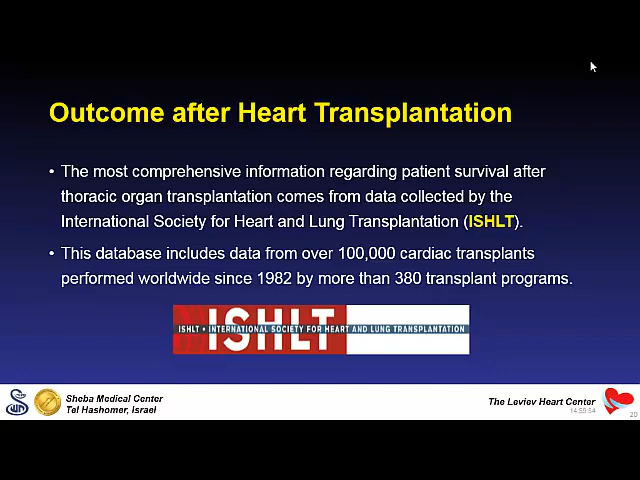 Outcome after Heart Transplantation
• The most comprehensive information regarding patient survival after
thoracic organ transplantation comes from data collected by the
International Society for Heart and Lung Transplantation (ISHLT).
• This database includes data from over 100,000 cardiac transplants
performed worldwide since 1982 by more than 380 transplant programs.
ISHLT
ISHLT • INTERNATIONAL SOCIETY FOR HEART AND LUNG TRANSPLANTATION
Sheba Medical Center
Tel Hashomer, Israel
The Leviev Heart Center
14:59:54
20